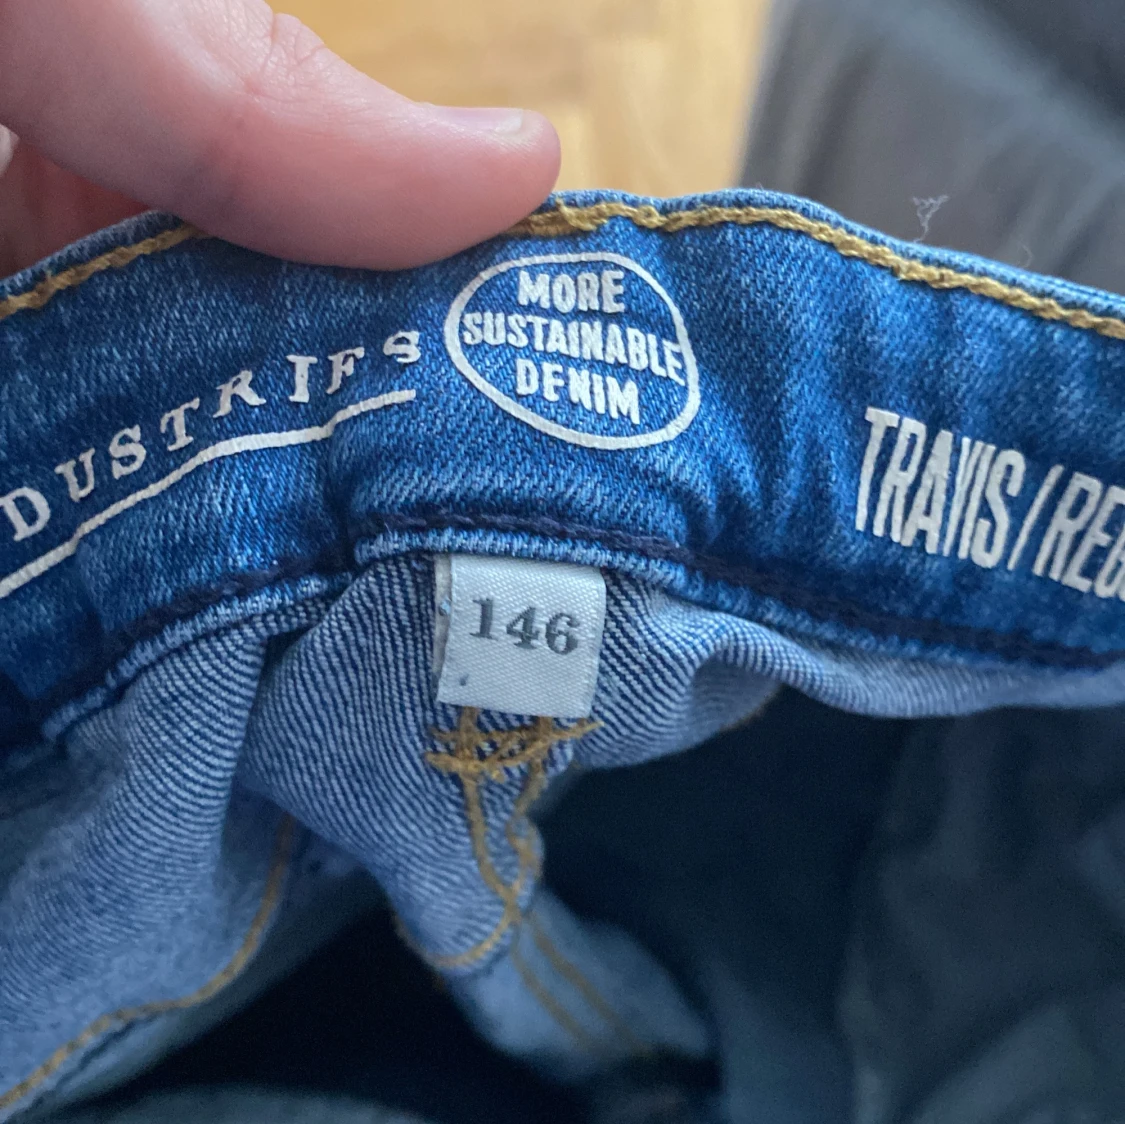 DUSTRIES
MORE
SUSTAINABLE
DENIM
TRAVIS/REG
146